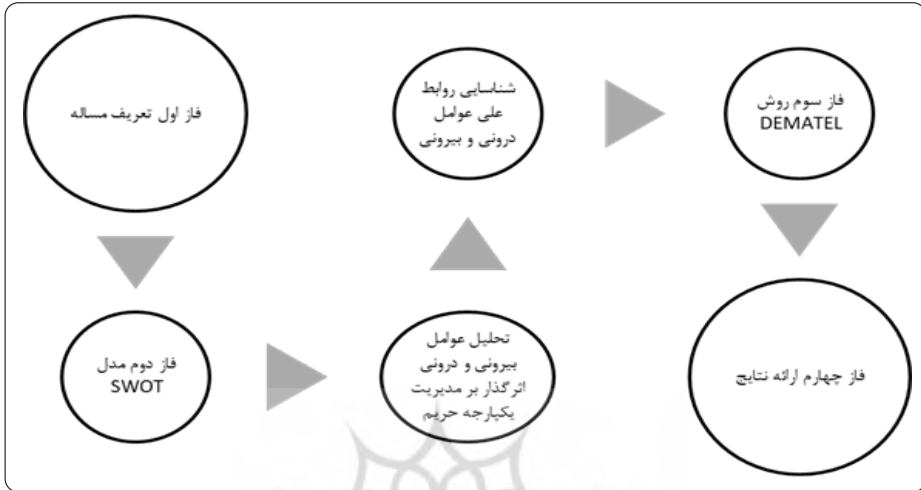 فاز اول تعریف مساله
فاز دوم مدل
SWOT
تحلیل عوامل
بیرونی و درونی
اثرگذار بر مدیریت
یکپارچه حریم
شناسایی روابط
علی عوامل
درونی و بیرونی
فاز سوم روش
DEMATEL
فاز چهارم ارائه نتایج